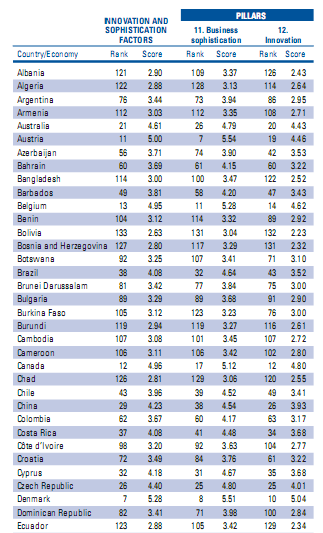 PILLARS
INNOVATION AND SOPHISTICATION FACTORS 11. Business sophistication 12. Innovation
Country/Economy Rank Score Rank Score Rank Score
Albania 121 2.90 109 3.37 126 2.43
Algeria 122 2.88 128 3.13 114 2.64
Argentina 76 3.44 73 3.94 86 2.95
Armenia 112 3.03 112 3.35 108 2.71
Australia 21 4.61 26 4.79 20 4.43
Austria 11 5.00 7 5.54 19 4.46
Azerbaijan 56 3.71 74 3.90 42 3.53
Bahrain 60 3.69 61 4.15 60 3.22
Bangladesh 114 3.00 100 3.47 122 2.52
Barbados 49 3.81 58 4.20 47 3.43
Belgium 13 4.95 11 5.28 14 4.62
Benin 104 3.12 114 3.32 89 2.92
Bolivia 133 2.63 131 3.04 132 2.23
Bosnia and Herzegovina 127 2.80 117 3.29 131 2.32
Botswana 92 3.25 107 3.41 71 3.10
Brazil 38 4.08 32 4.64 43 3.52
Brunei Darussalam 81 3.42 77 3.84 75 3.00
Bulgaria 89 3.29 89 3.68 91 2.90
Burkina Faso 105 3.12 123 3.23 76 3.00
Burundi 119 2.94 119 3.27 116 2.61
Cambodia 107 3.08 101 3.45 107 2.72
Cameroon 106 3.11 106 3.42 102 2.80
Canada 12 4.96 17 5.12 12 4.80
Chad 126 2.81 129 3.06 120 2.55
Chile 43 3.96 39 4.52 49 3.41
China 29 4.23 38 4.54 26 3.93
Colombia 62 3.67 60 4.17 63 3.17
Costa Rica 37 4.08 41 4.48 34 3.68
Côte d'Ivoire 98 3.20 92 3.63 104 2.77
Croatia 72 3.49 84 3.76 61 3.22
Cyprus 32 4.18 31 4.67 35 3.68
Czech Republic 26 4.40 25 4.80 25 4.01
Denmark 7 5.28 8 5.51 10 5.04
Dominican Republic 82 3.41 71 3.98 100 2.84
Ecuador 123 2.88 105 3.42 129 2.34